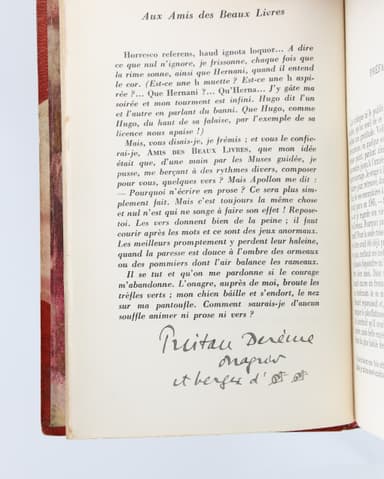 Aux Amis des Beaux Livres
Horresco referens, haud ignota loquor... A dire
ce que nul n'ignore, je frissonne, chaque fois que
la rime sonne, ainsi que Hernani, quand il entend
le cor. (Est-ce une h muette ? Est-ce une h aspi-
rée ?... Que Hernani ?... Qu'Herna... J'y gâte ma
soirée et mon tourment est infini. Hugo dit l'un
et l'autre en parlant du banni. Que Hugo, comme
Hugo, du haut de sa falaise, par l'exemple de sa
licence nous apaise !)
Mais, vous disais-je, je frémis : et vous le confie-
rai-je, AMIS DES BEAUX LIVRES, que mon idée
était que, d'une main par les Muses guidée, je
pusse, me berçant à des rythmes divers, composer
pour vous, quelques vers ? Mais Apollon me dit :
— Pourquoi n'écrire en prose ? Ce sera plus sim-
plement fait. Mais c'est toujours la même chose
et nul n'est qui ne songe à faire son effet ! Repose-
toi. Les vers donnent bien de la peine ; il faut
courir après les mots et ce sont des jeux anormaux.
Les meilleurs promptement y perdent leur haleine,
quand la paresse est douce à l'ombre des ormeaux
ou des pommiers dont l'air balance les rameaux.
Il se tut et qu'on me pardonne si le courage
m'abandonne. L'onagre, auprès de moi, broute les
trèfles verts ; mon chien bâille et s'endort, le nez
sur ma pantoufle. Comment saurais-je d'aucun
souffle animer ni prose ni vers ?
Tristan Derème
onagrier
et berger d'